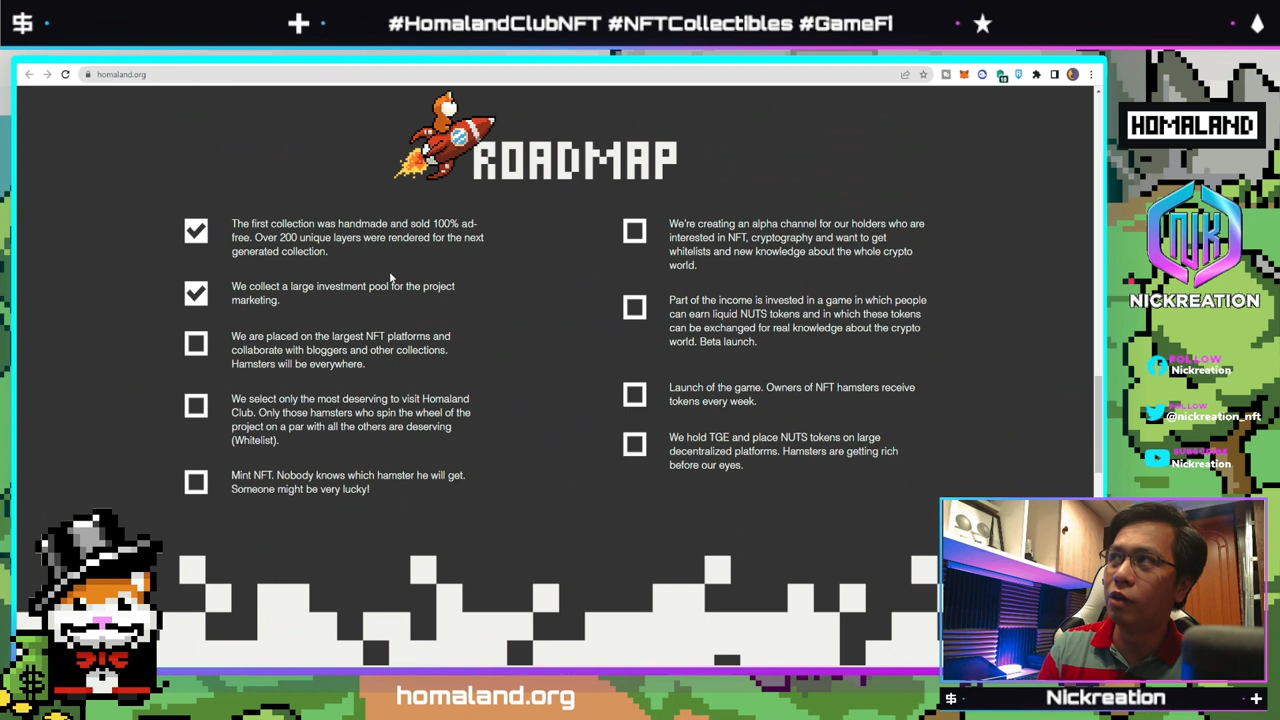 #HomalandClubNFT #NFTCollectibles #GameFi
homaland.org
HOMALAND
ROADMAP
The first collection was handmade and sold 100% ad-
free. Over 200 unique layers were rendered for the next
generated collection.
We collect a large investment pool for the project
marketing.
We are placed on the largest NFT platforms and
collaborate with bloggers and other collections.
Hamsters will be everywhere.
We select only the most deserving to visit Homaland
Club. Only those hamsters who spin the wheel of the
project on a par with all the others are deserving
(Whitelist).
Mint NFT. Nobody knows which hamster he will get.
Someone might be very lucky!
We're creating an alpha channel for our holders who are
interested in NFT, cryptography and want to get
whitelists and new knowledge about the whole crypto
world.
Part of the income is invested in a game in which people
can earn liquid NUTS tokens and in which these tokens
can be exchanged for real knowledge about the crypto
world. Beta launch.
Launch of the game. Owners of NFT hamsters receive
tokens every week.
We hold TGE and place NUTS tokens on large
decentralized platforms. Hamsters are getting rich
before our eyes.
NK
NICKREATION
FOLLOW
Nickreation
FOLLOW
@nickreation_nft
SUBSCRIBE
Nickreation
homaland.org
Nickreation